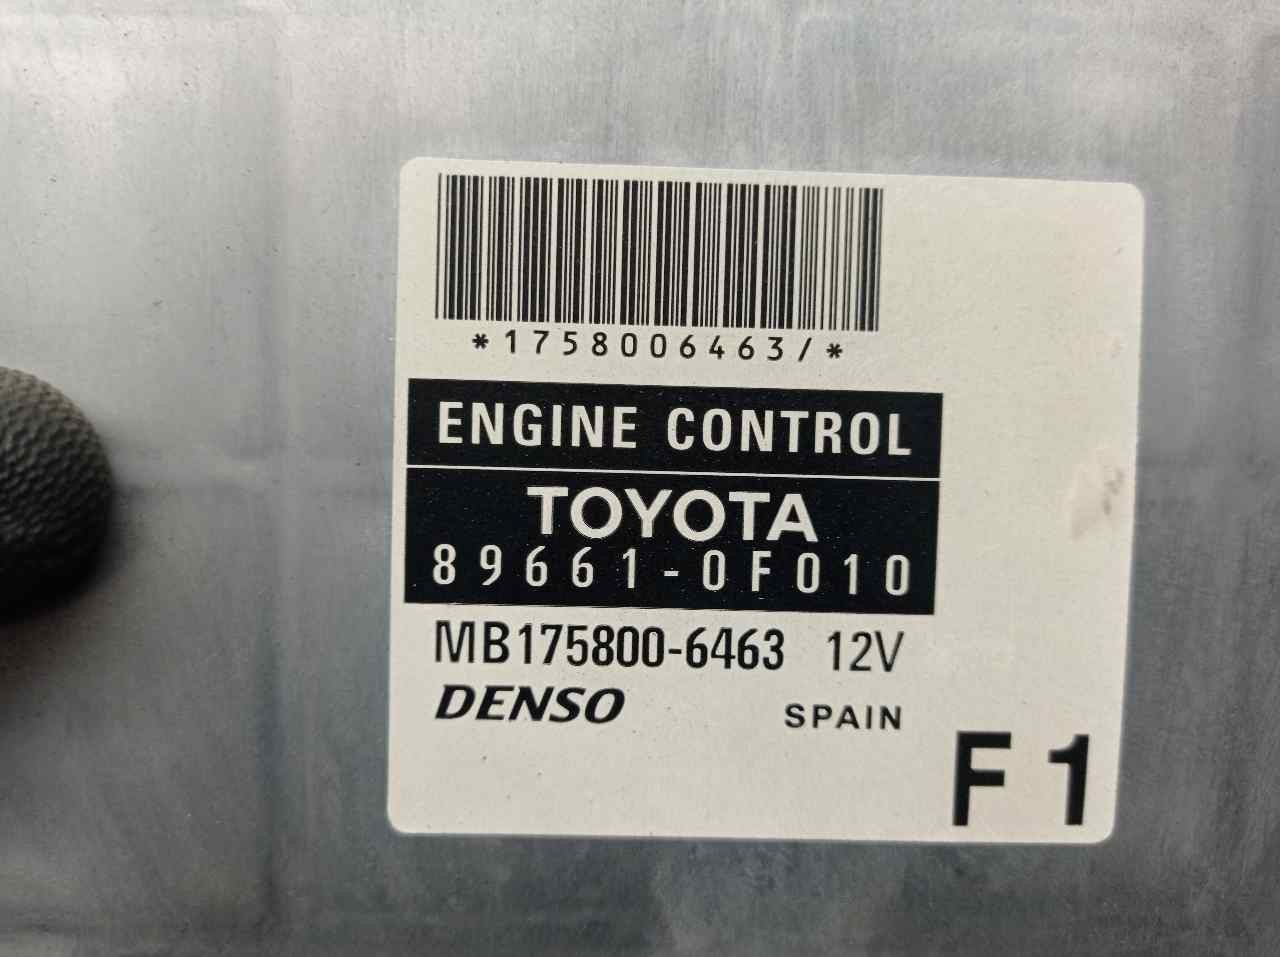 *1758006463/*
ENGINE CONTROL
TOYOTA
89661-0F010
MB175800-6463 12V
DENSO SPAIN
F1